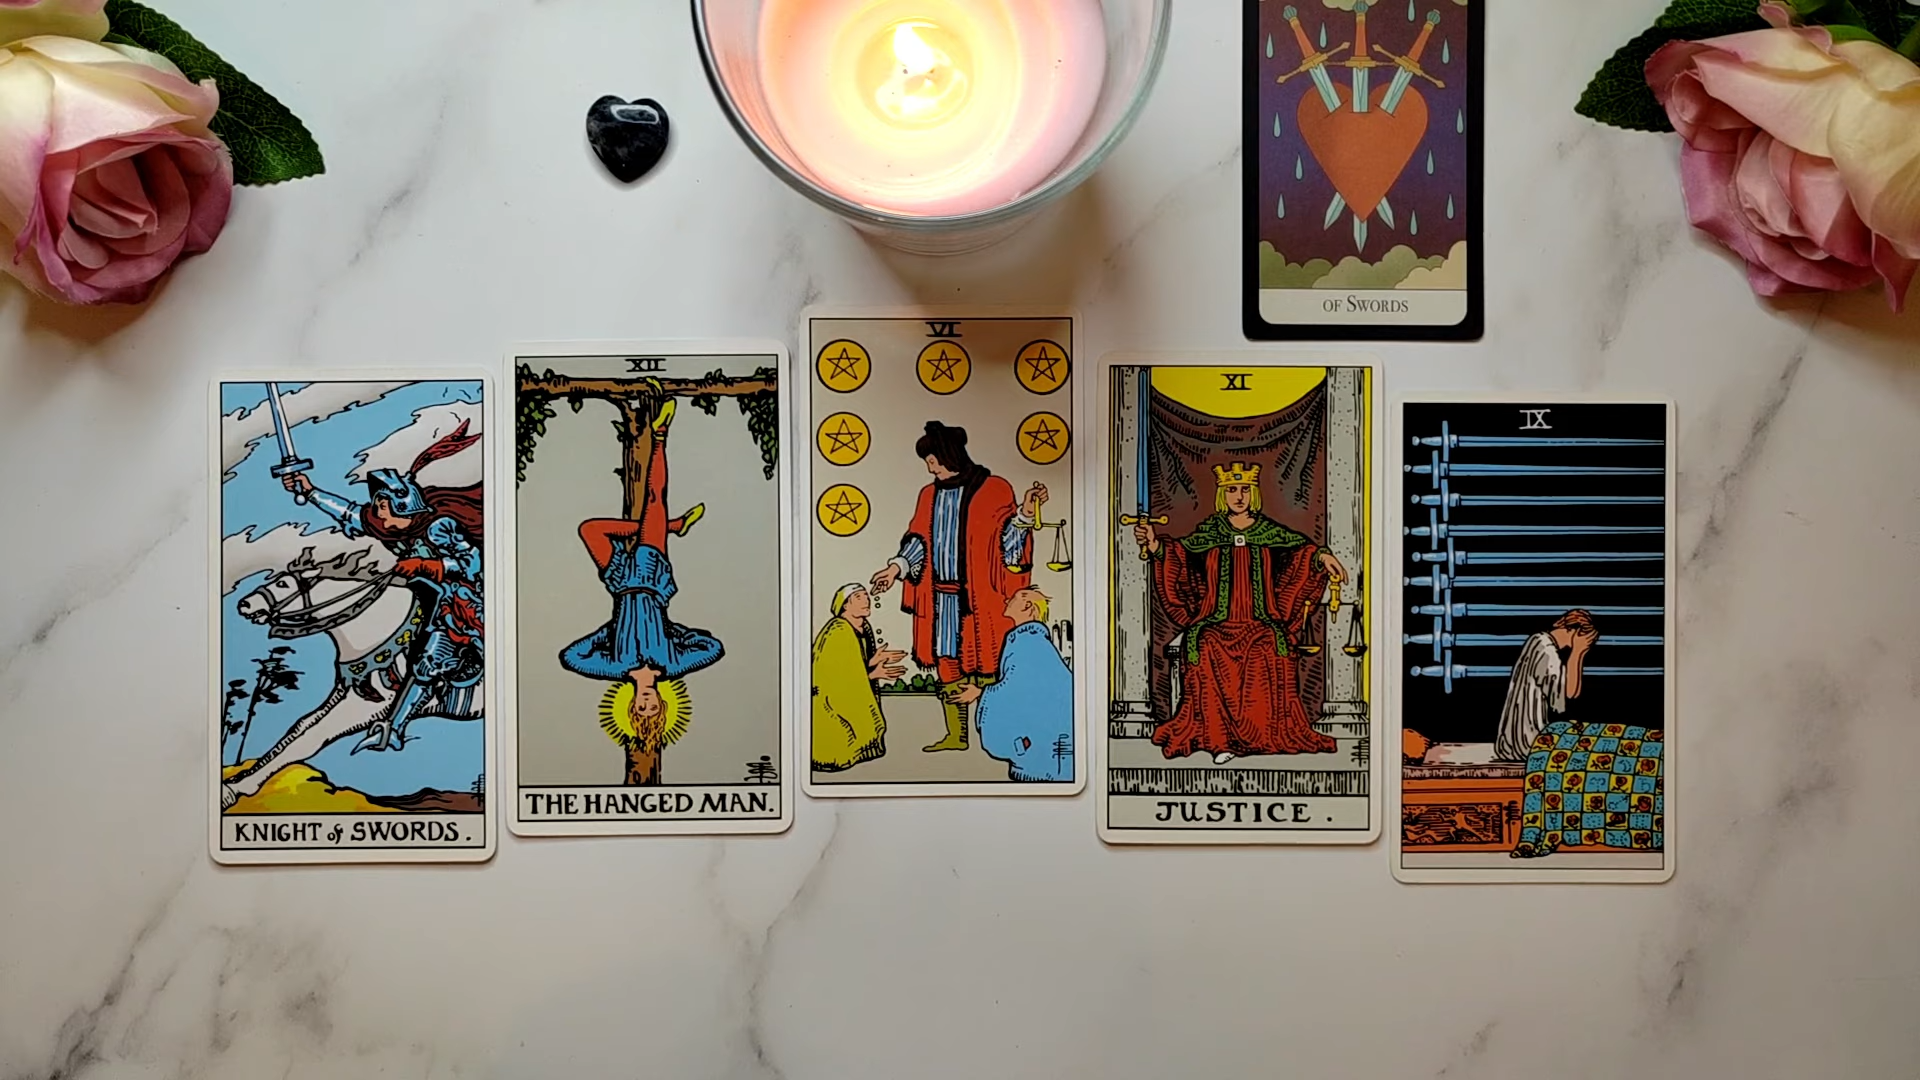 OF SWORDS
VI
XII
XI
IX
KNIGHT of SWORDS.
THE HANGED MAN.
JUSTICE.